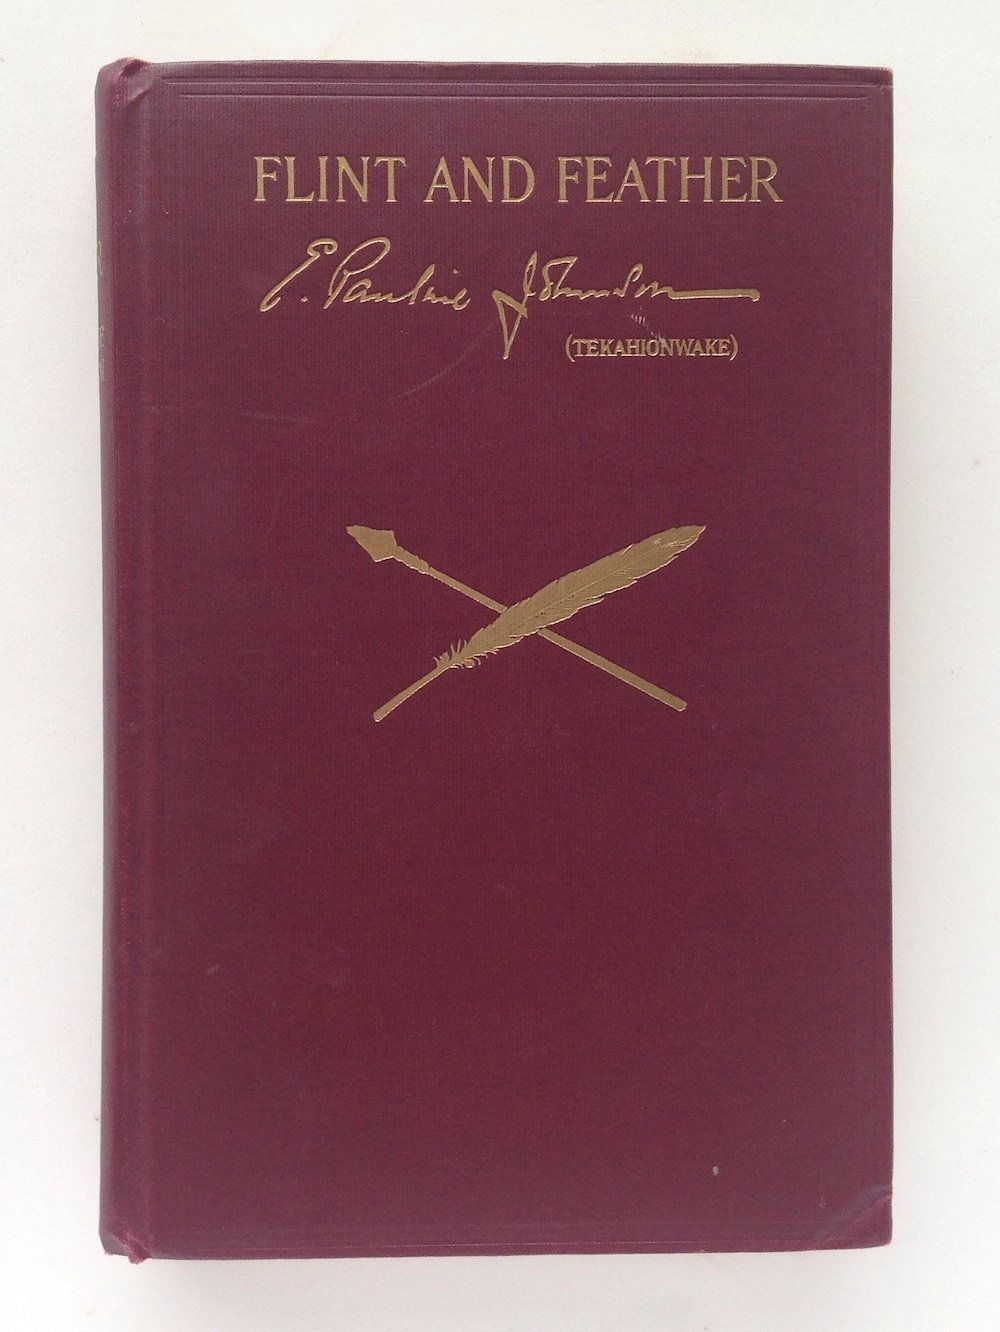 FLINT AND FEATHER
E. Pauline Johnson
(TEKAHIONWAKE)